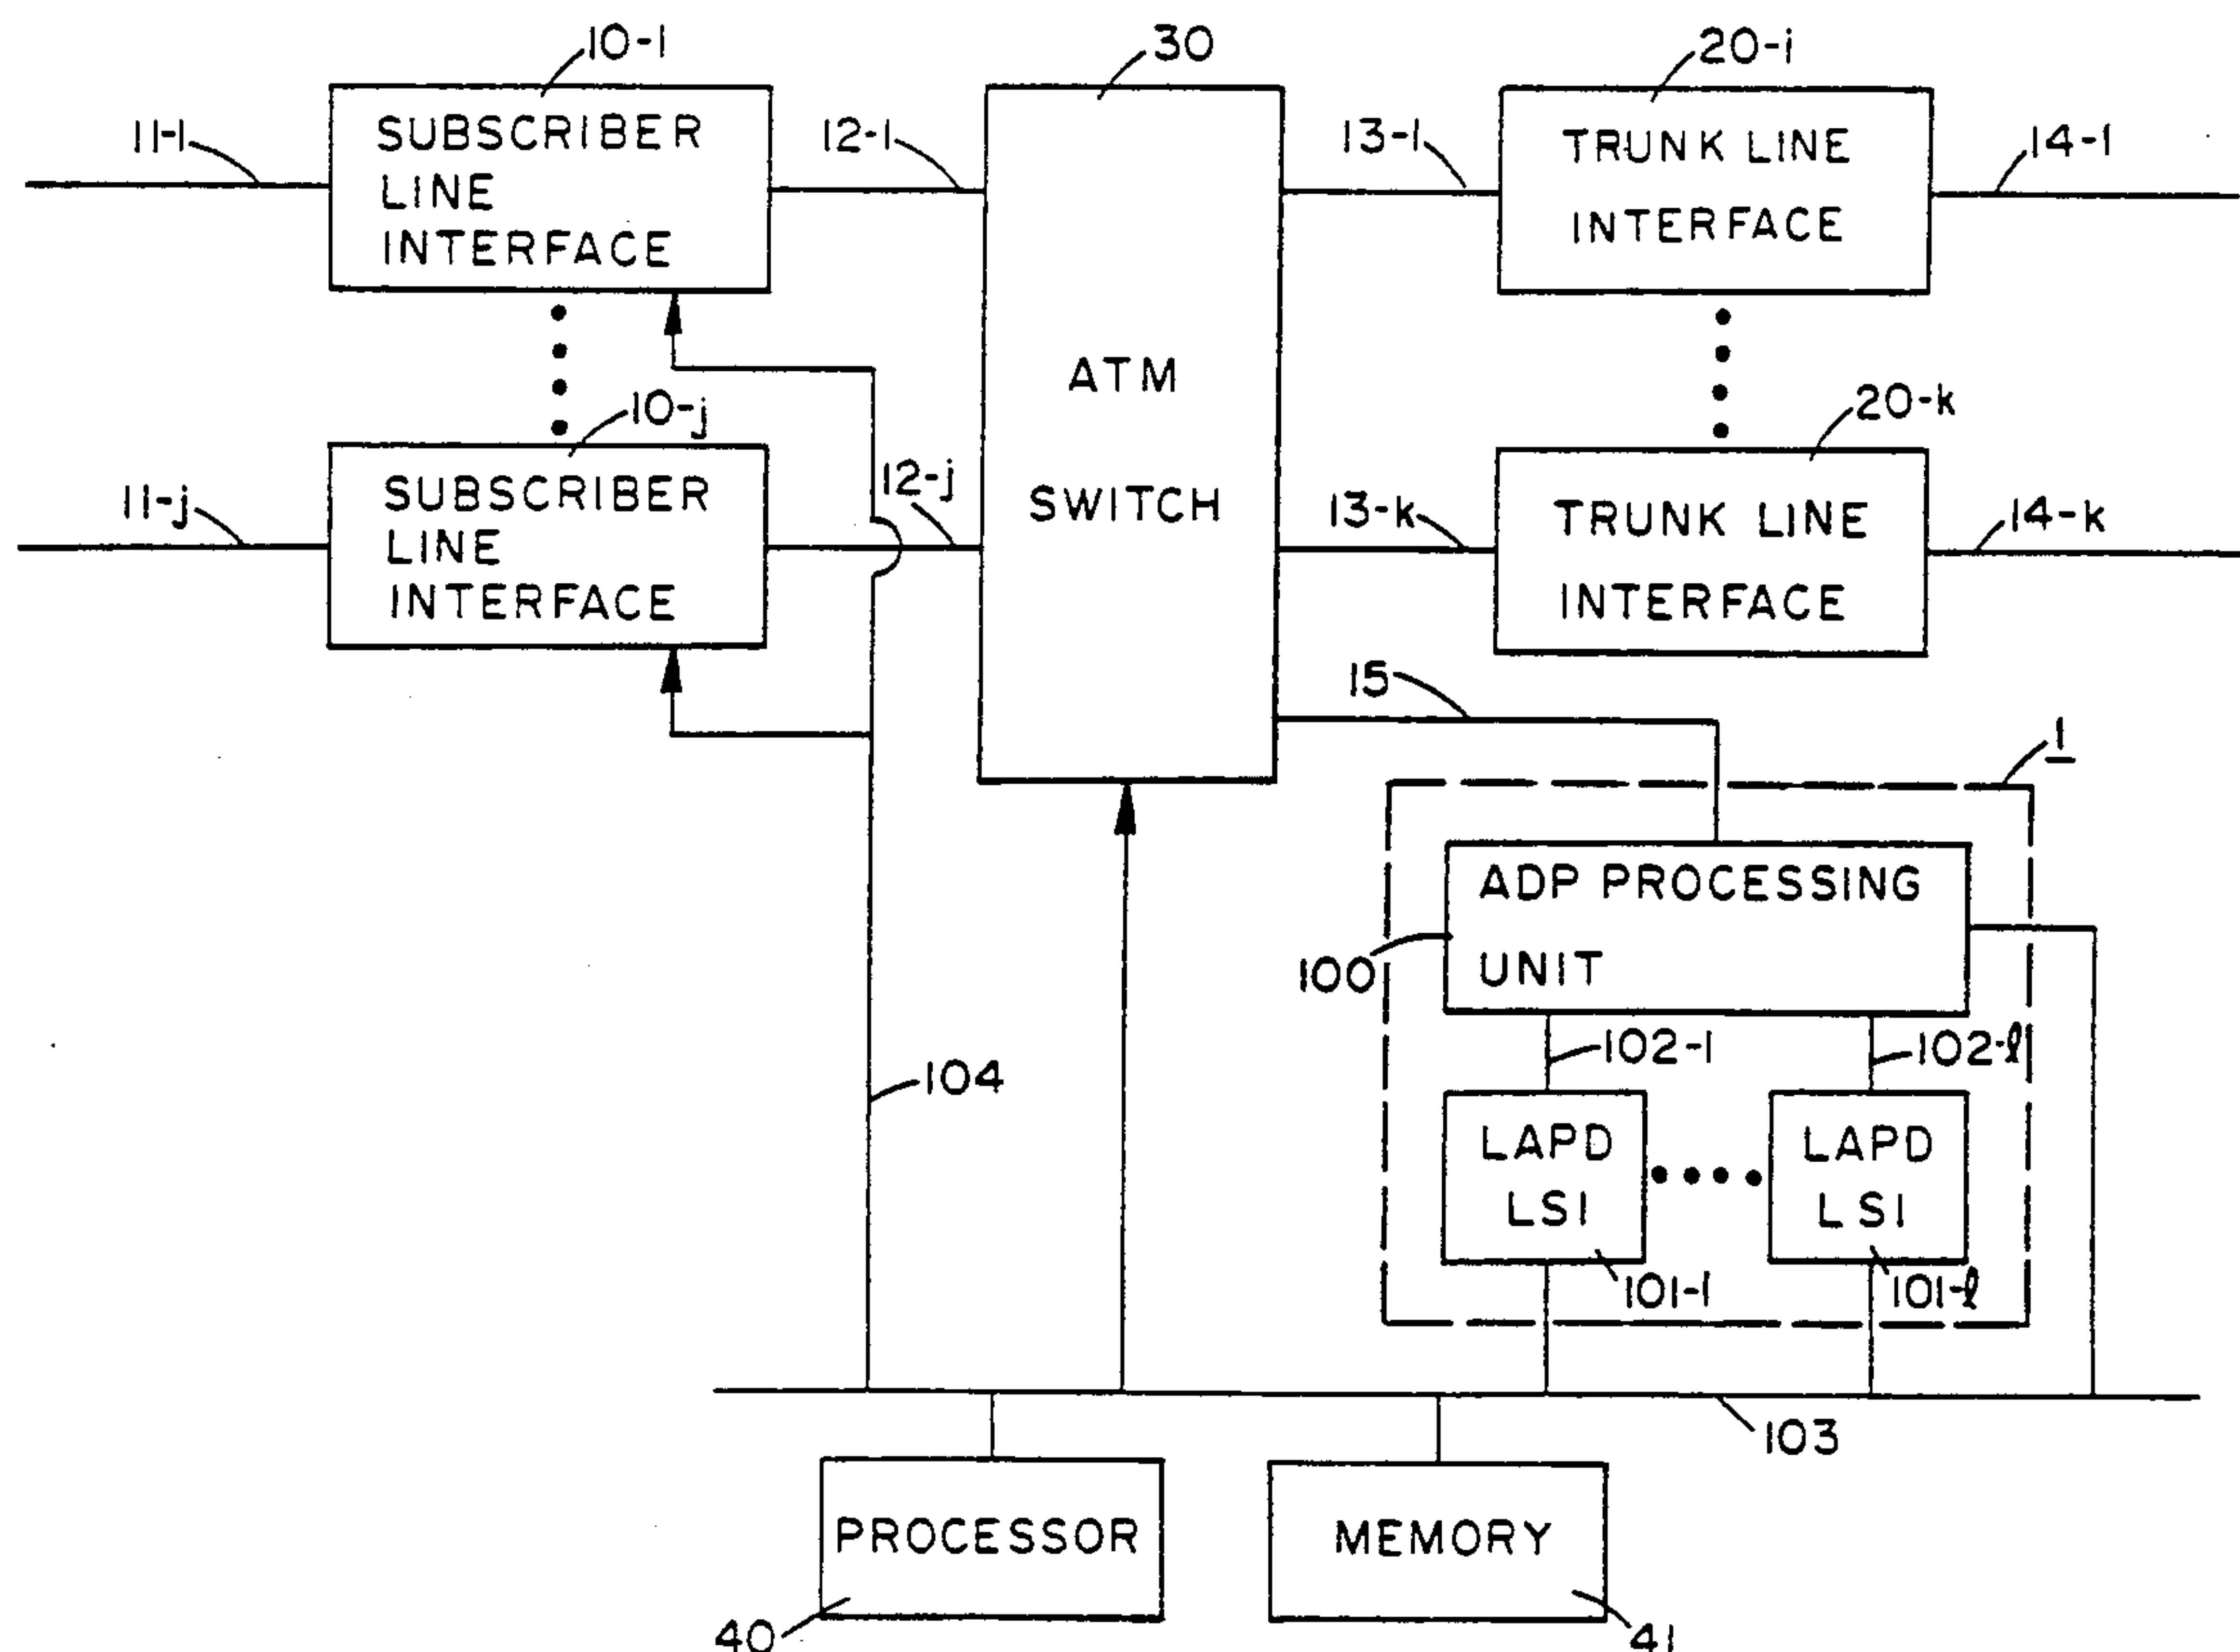 10-1
30
20-i
11-1
SUBSCRIBER
LINE
INTERFACE
12-1
13-1
TRUNK LINE
INTERFACE
14-1
ATM
SWITCH
10-j
20-k
11-j
SUBSCRIBER
LINE
INTERFACE
12-j
13-k
TRUNK LINE
INTERFACE
14-k
15
1
ADP PROCESSING
UNIT
100
102-1
102-ℓ
104
LAPD
LSI
LAPD
LSI
101-1
101-ℓ
103
PROCESSOR
MEMORY
40
41